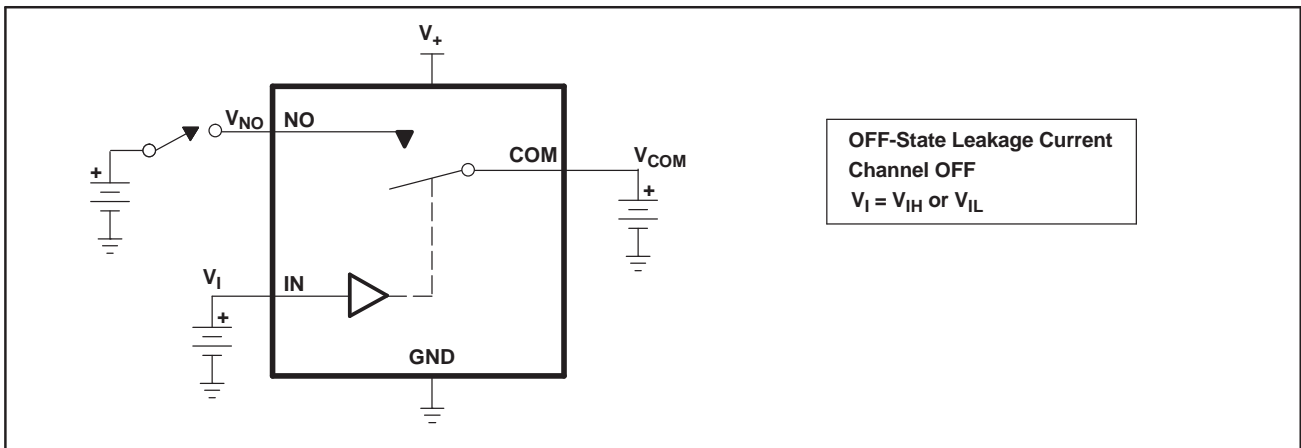 V+
VNO NO
+
COM VCOM
+
VI IN
+
GND
OFF-State Leakage Current
Channel OFF
VI = VIH or VIL